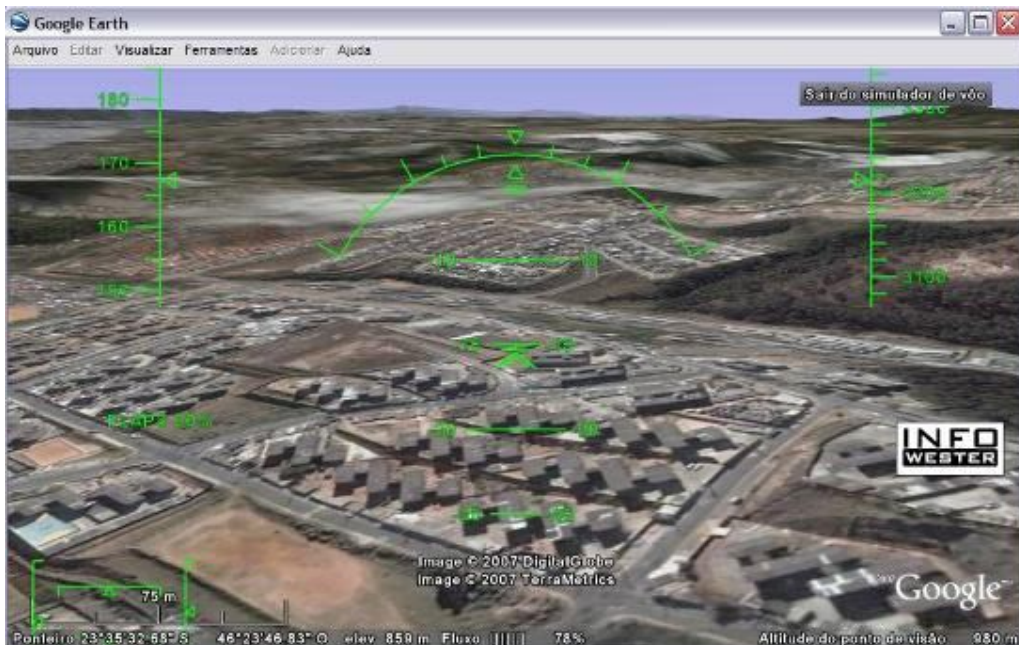 Google Earth
Arquivo Editar Visualizar Ferramentas Adicionar Ajuda
Sair do simulador de vôo
180
170
160
3100
INFO
WESTER
Image © 2007 DigitalGlobe
Image © 2007 TerraMetrics
75 m
Google
Ponteiro 23°35'32.68" S 46°23'46.83" O elev. 859 m Fluxo 78% Altitude do ponto de visão 980 m